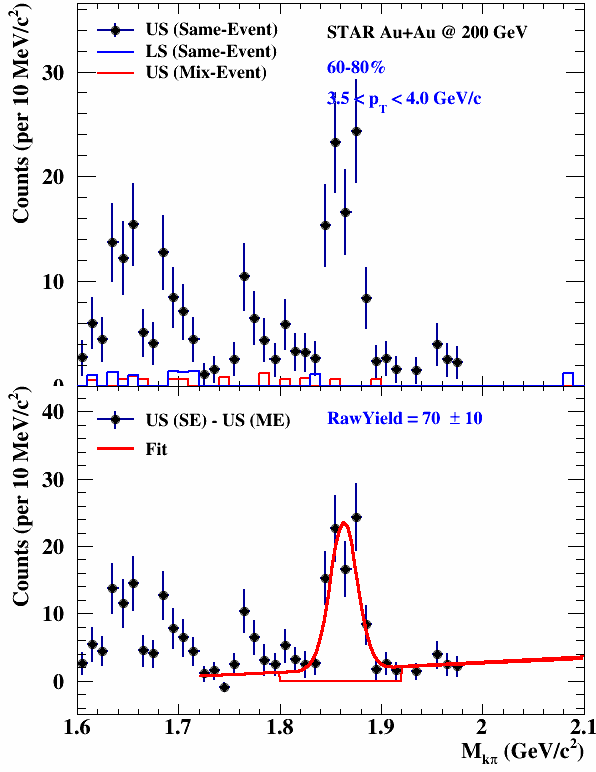 US (Same-Event)
LS (Same-Event)
US (Mix-Event)
STAR Au+Au @ 200 GeV
60-80%
3.5 < pT < 4.0 GeV/c
Counts (per 10 MeV/c²)
30
20
10
0
US (SE) - US (ME)
Fit
RawYield = 70 ± 10
Counts (per 10 MeV/c²)
40
30
20
10
0
1.6 1.7 1.8 1.9 2 2.1
Mkπ (GeV/c²)